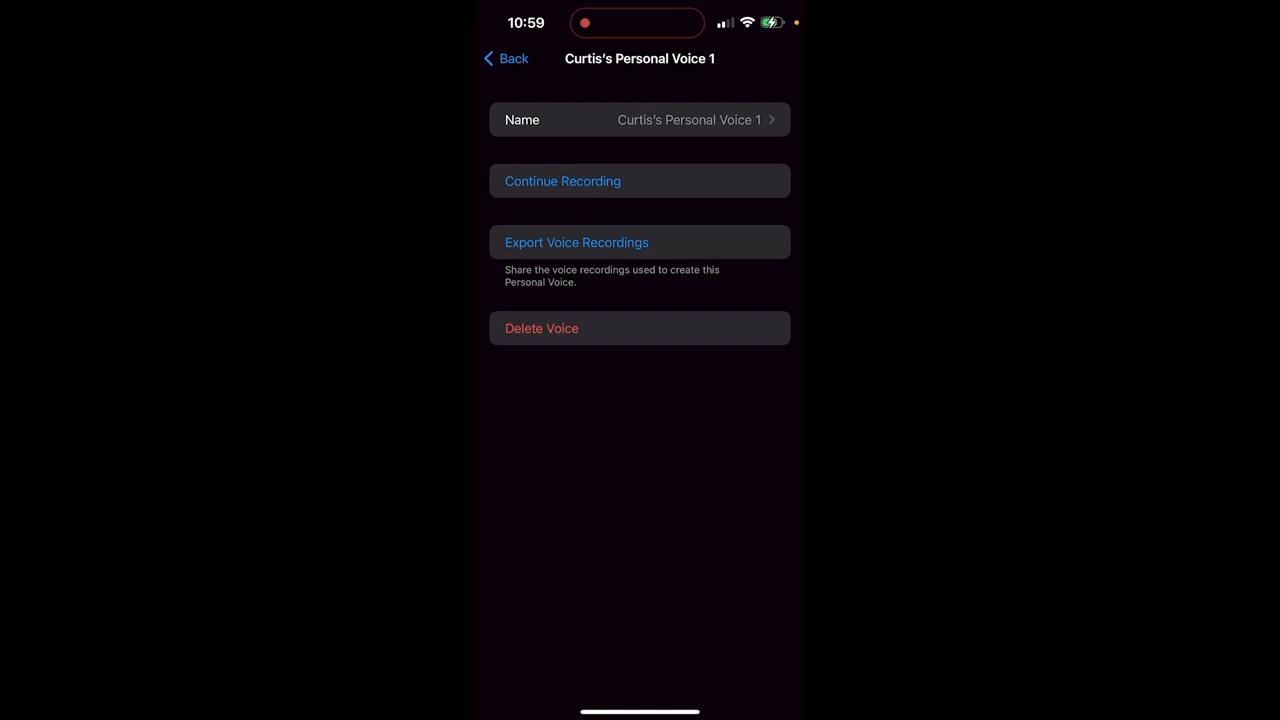 10:59
Back
Curtis’s Personal Voice 1
Name
Curtis’s Personal Voice 1
Continue Recording
Export Voice Recordings
Share the voice recordings used to create this
Personal Voice.
Delete Voice